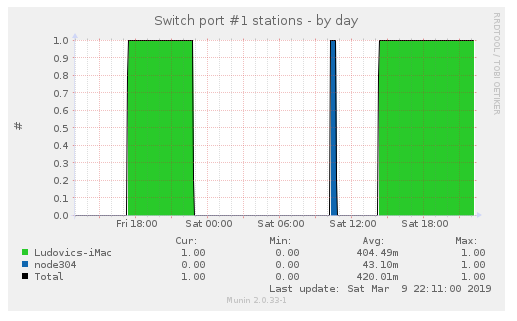 Switch port #1 stations - by day
RRDTOOL / TOBI OETIKER
#
1.0
0.9
0.8
0.7
0.6
0.5
0.4
0.3
0.2
0.1
0.0
Fri 18:00 Sat 00:00 Sat 06:00 Sat 12:00 Sat 18:00
Cur: Min: Avg: Max:
Ludovics-iMac 1.00 0.00 404.49m 1.00
node304 0.00 0.00 43.10m 1.00
Total 1.00 0.00 420.01m 1.00
Last update: Sat Mar 9 22:11:00 2019
Munin 2.0.33-1